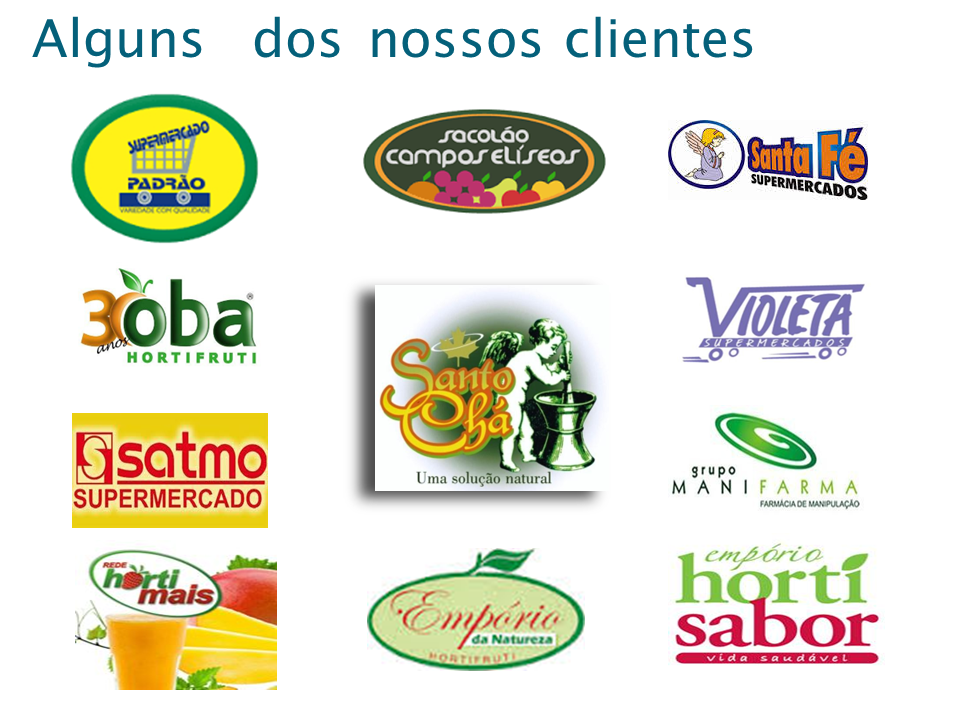 Alguns dos nossos clientes
SUPERMERCADO
PADRÃO
VARIEDADE COM QUALIDADE
sacolão
campos elíseos
Santa Fé
SUPERMERCADOS
30 oba ®
anos
HORTIFRUTI
Santo
Chá
Uma solução natural
VIOLETA
SUPERMERCADOS
satmo
SUPERMERCADO
grupo
MANIFARMA
FARMÁCIA DE MANIPULAÇÃO
REDE
horti
mais
Empório
da Natureza
HORTIFRUTI
empório
horti
sabor
vida saudável